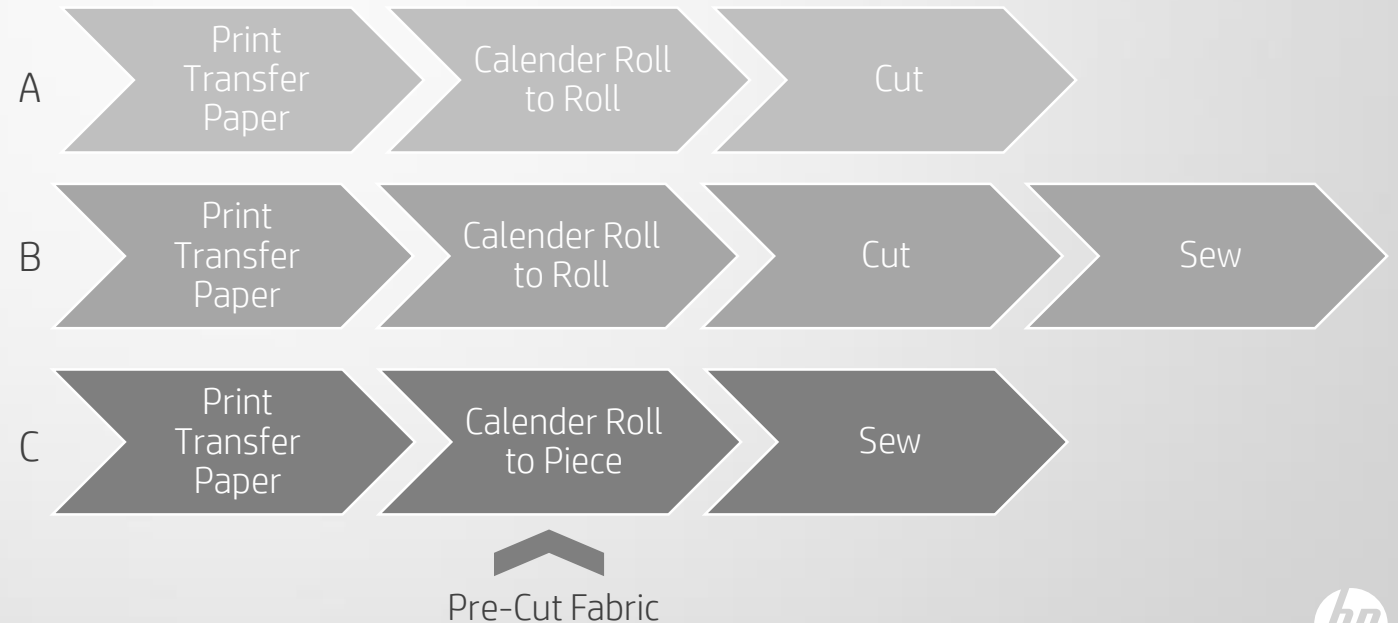 A
Print
Transfer
Paper
Calender Roll
to Roll
Cut
B
Print
Transfer
Paper
Calender Roll
to Roll
Cut
Sew
C
Print
Transfer
Paper
Calender Roll
to Piece
Sew
Pre-Cut Fabric
hp